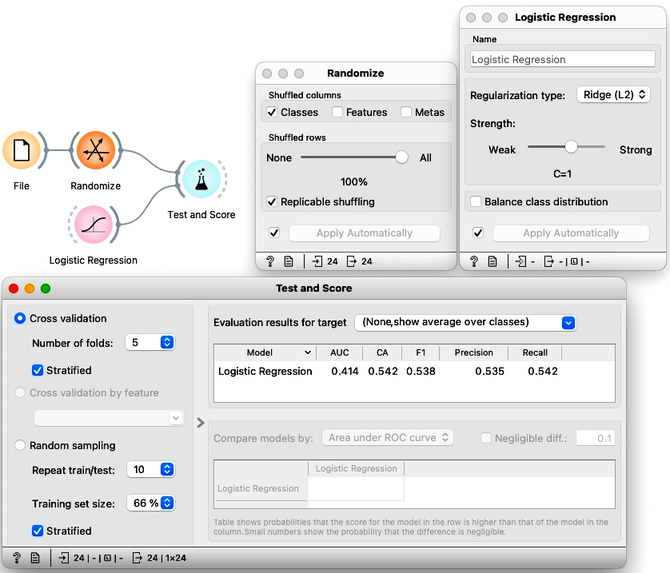 File
Randomize
Logistic Regression
Test and Score
Randomize
Shuffled columns
Classes Features Metas
Shuffled rows
None All
100%
Replicable shuffling
Apply Automatically
24 24
Logistic Regression
Name
Logistic Regression
Regularization type: Ridge (L2)
Strength:
Weak Strong
C=1
Balance class distribution
Apply Automatically
- - | - 
Test and Score
Cross validation
Number of folds: 5
Stratified
Cross validation by feature
Random sampling
Repeat train/test: 10
Training set size: 66 %
Stratified
Evaluation results for target (None,show average over classes)
Model AUC CA F1 Precision Recall
Logistic Regression 0.414 0.542 0.538 0.535 0.542
Compare models by: Area under ROC curve Negligible diff.: 0.1
Logistic Regression
Logistic Regression
Table shows probabilities that the score for the model in the row is higher than that of the model in the
column.Small numbers show the probability that the difference is negligible.
24 | - | - 24 | 1×24